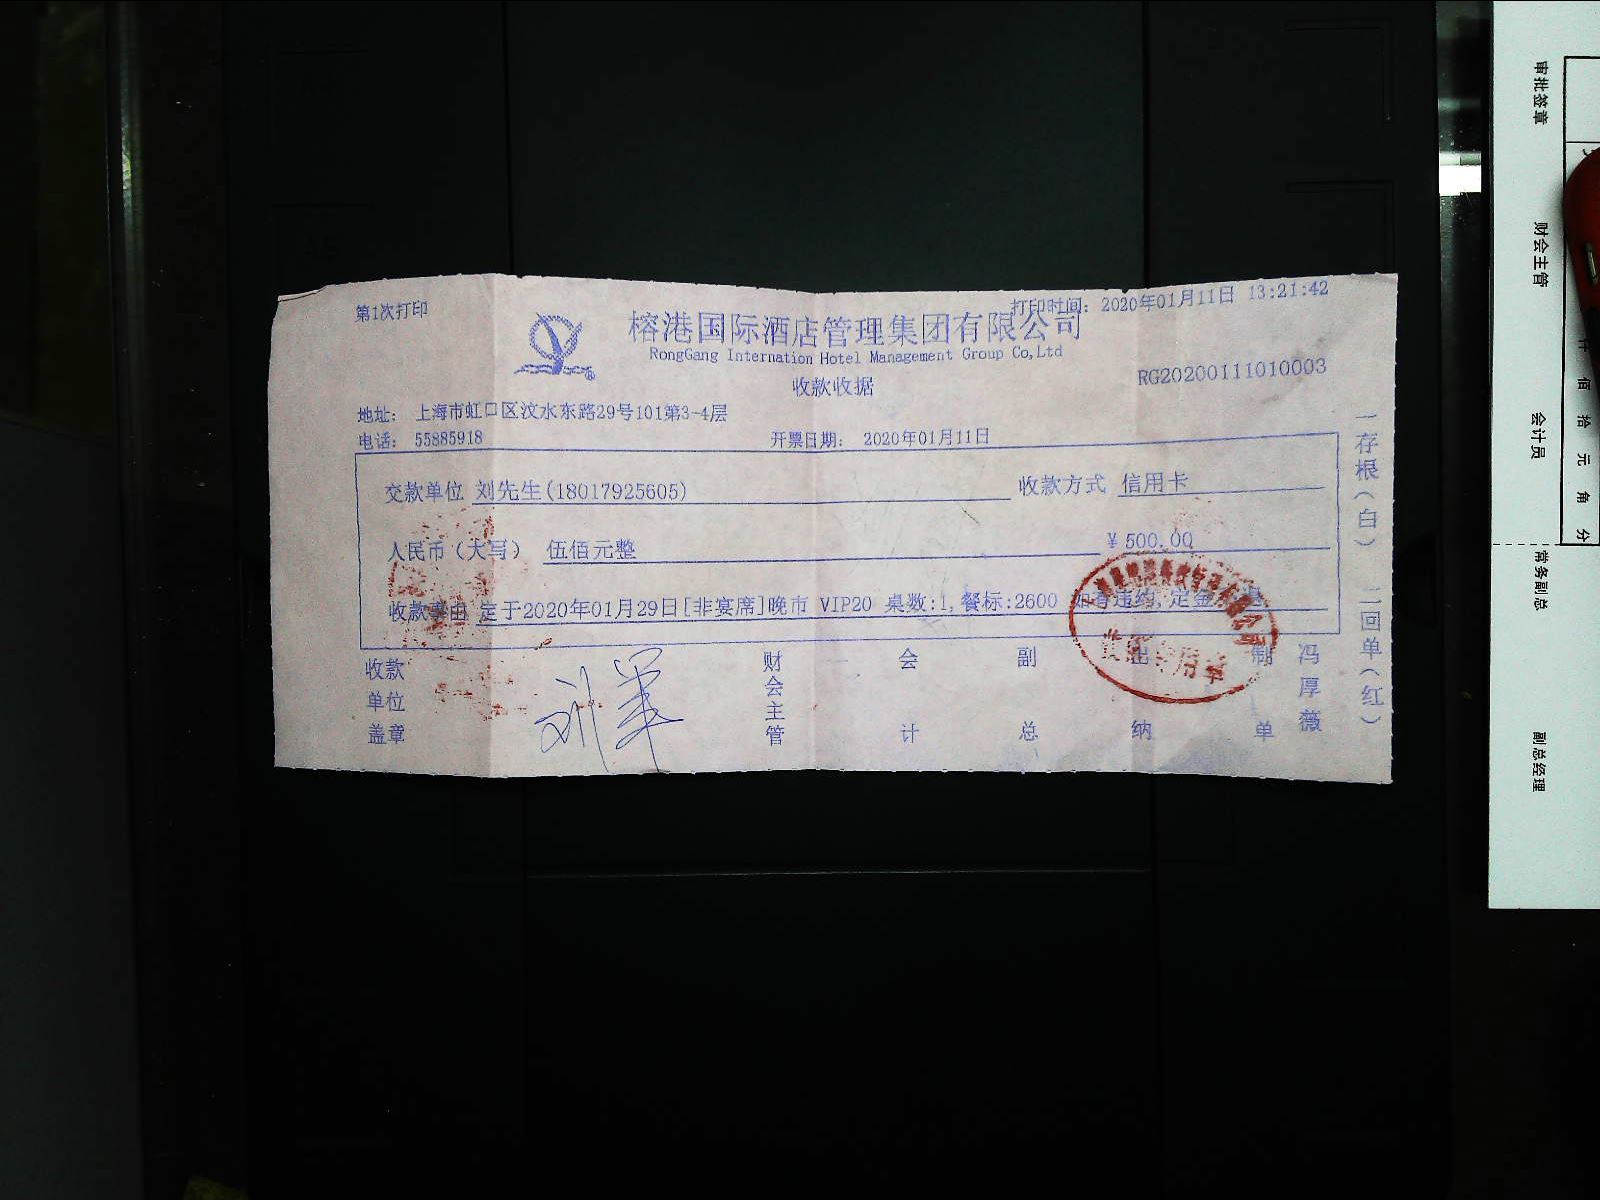 第1次打印
打印时间: 2020年01月11日 13:21:42
榕港国际酒店管理集团有限公司
RongGang Internation Hotel Management Group Co,Ltd
收款收据
RG20200111010003
地址: 上海市虹口区汶水东路29号101第3-4层
电话: 55885918
开票日期: 2020年01月11日
交款单位 刘先生(18017925605)
收款方式 信用卡
人民币(大写) 伍佰元整
¥500.00
收款事由 定于2020年01月29日[非宴席]晚市 VIP20 桌数:1,餐标:2600 如有违约,定金
收款单位盖章
刘军
财会主管
会计
副总
出纳
制单
冯厚薇
一存根(白) 二回单(红)
审批签章
财会主管
会计员
常务副总
副总经理
仟佰拾元角分